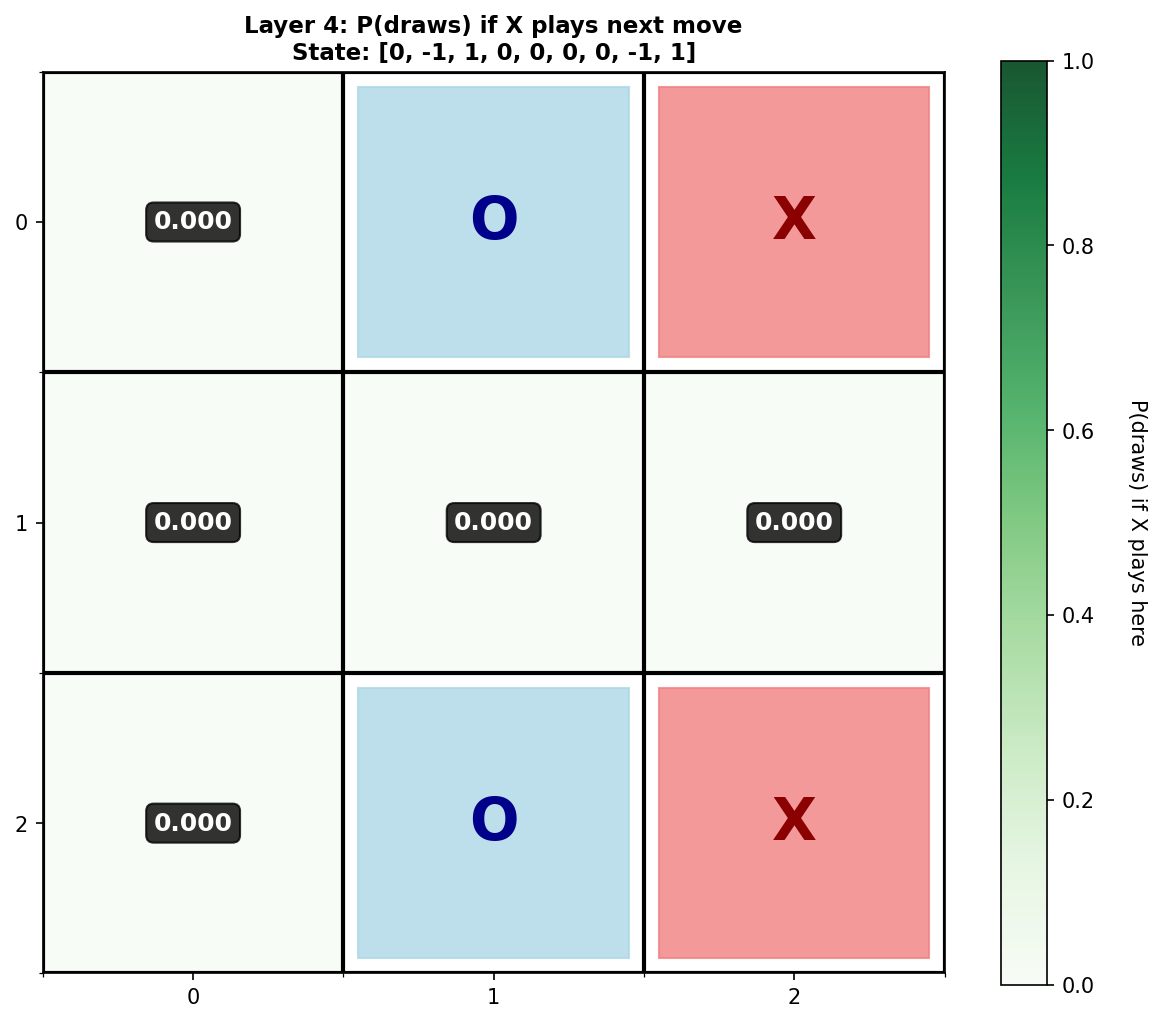 Layer 4: P(draws) if X plays next move
State: [0, -1, 1, 0, 0, 0, 0, -1, 1]
0
0.000
O
X
1
0.000
0.000
0.000
2
0.000
O
X
0
1
2
1.0
0.8
0.6
0.4
0.2
0.0
P(draws) if X plays here